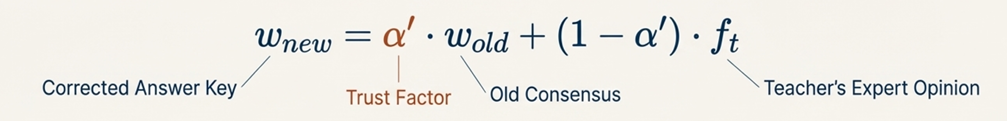 w_new = α′ · w_old + (1 − α′) · f_t
Corrected Answer Key
Trust Factor
Old Consensus
Teacher's Expert Opinion